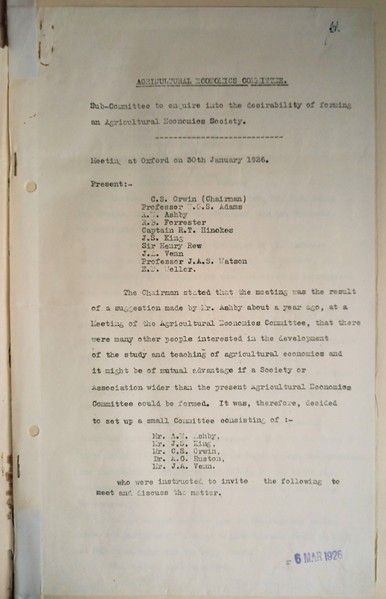 AGRICULTURAL ECONOMICS COMMITTEE.
Sub-Committee to enquire into the desirability of forming
an Agricultural Economics Society.
Meeting at Oxford on 30th January 1926.
Present:-
C.S. Orwin (Chairman)
Professor W.G.S. Adams
A.W. Ashby
R.B. Forrester
Captain R.T. Hinckes
J.S. King
Sir Henry Rew
J.A. Venn
Professor J.A.S. Watson
Weller.
The Chairman stated that the meeting was the result
of a suggestion made by Mr. Ashby about a year ago, at a
Meeting of the Agricultural Economics Committee, that there
were many other people interested in the development
of the study and teaching of agricultural economics and
it might be of mutual advantage if a Society or
Association wider than the present Agricultural Economics
Committee could be formed. It was, therefore, decided
to set up a small Committee consisting of :-
Mr. A.W. Ashby,
Mr. J.S. King,
Mr. C.S. Orwin,
Dr. A.G. Ruston,
Mr. J.A. Venn.
who were instructed to invite the following to
meet and discuss the matter.
6 MAR 1926